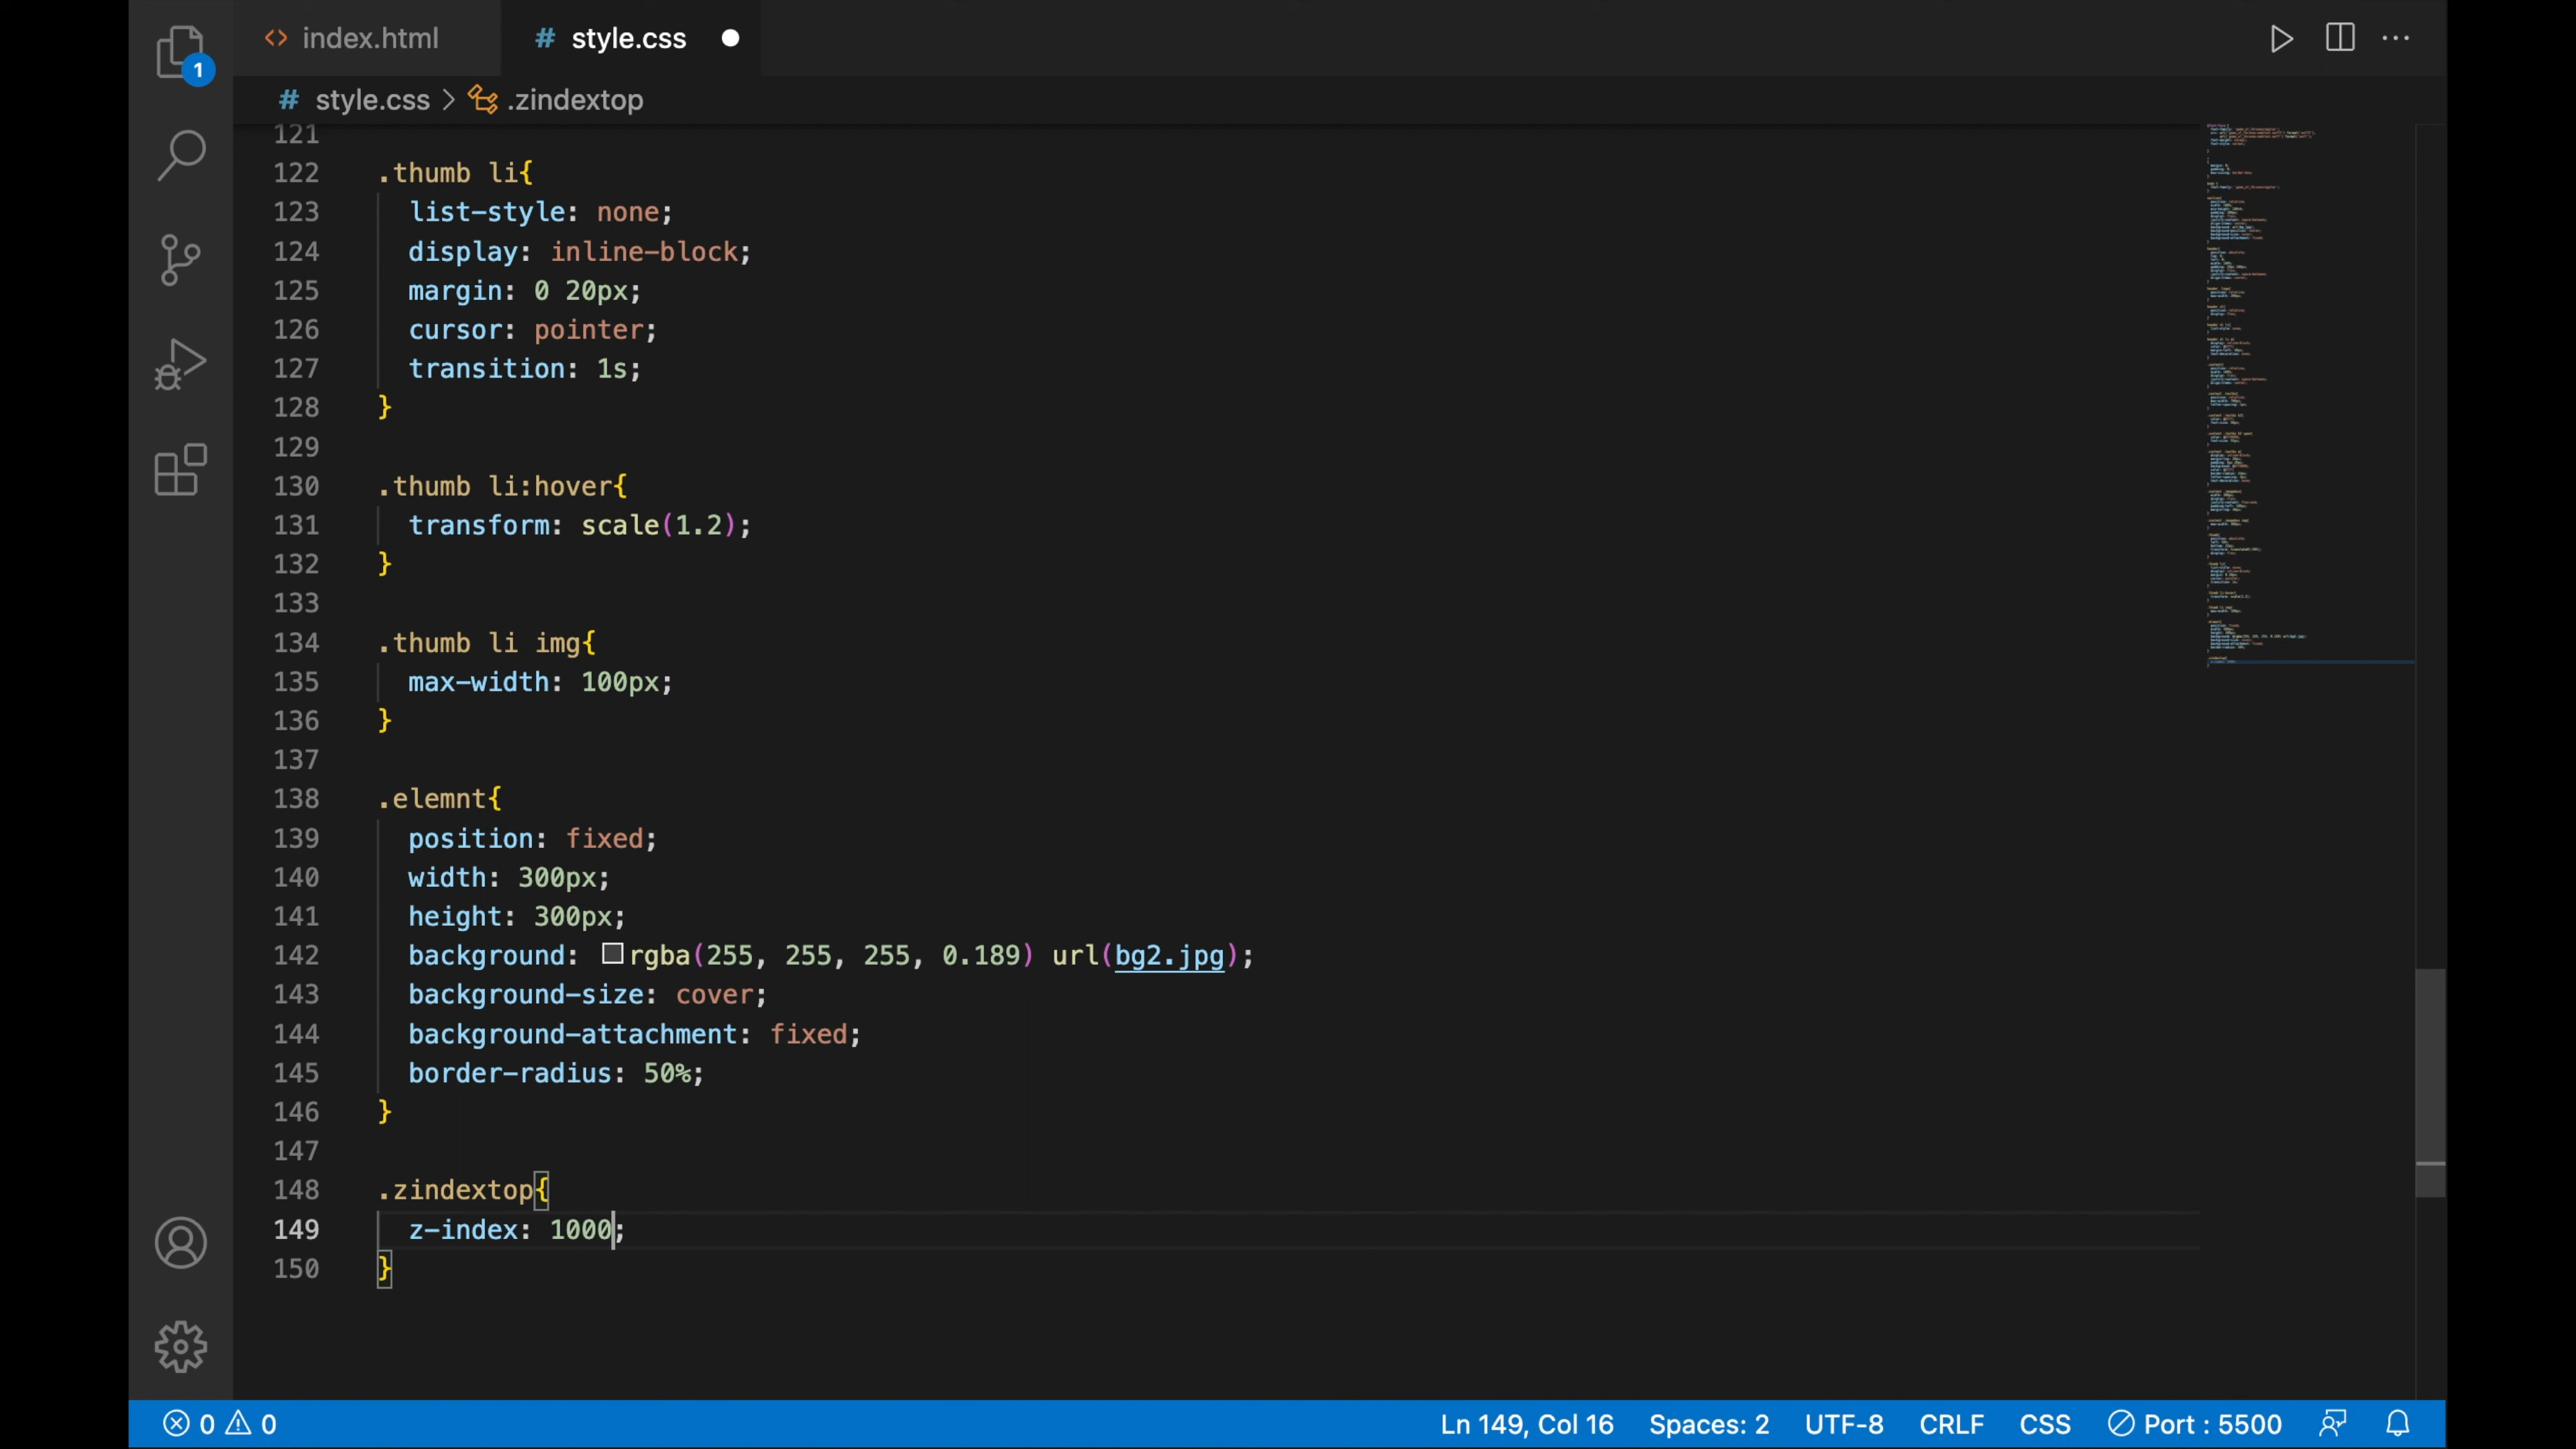 index.html
style.css
1
style.css > .zindextop
121
122 .thumb li{
123 list-style: none;
124 display: inline-block;
125 margin: 0 20px;
126 cursor: pointer;
127 transition: 1s;
128 }
129
130 .thumb li:hover{
131 transform: scale(1.2);
132 }
133
134 .thumb li img{
135 max-width: 100px;
136 }
137
138 .elemnt{
139 position: fixed;
140 width: 300px;
141 height: 300px;
142 background: rgba(255, 255, 255, 0.189) url(bg2.jpg);
143 background-size: cover;
144 background-attachment: fixed;
145 border-radius: 50%;
146 }
147
148 .zindextop{
149 z-index: 1000;
150 }
0 0 Ln 149, Col 16 Spaces: 2 UTF-8 CRLF CSS Port : 5500